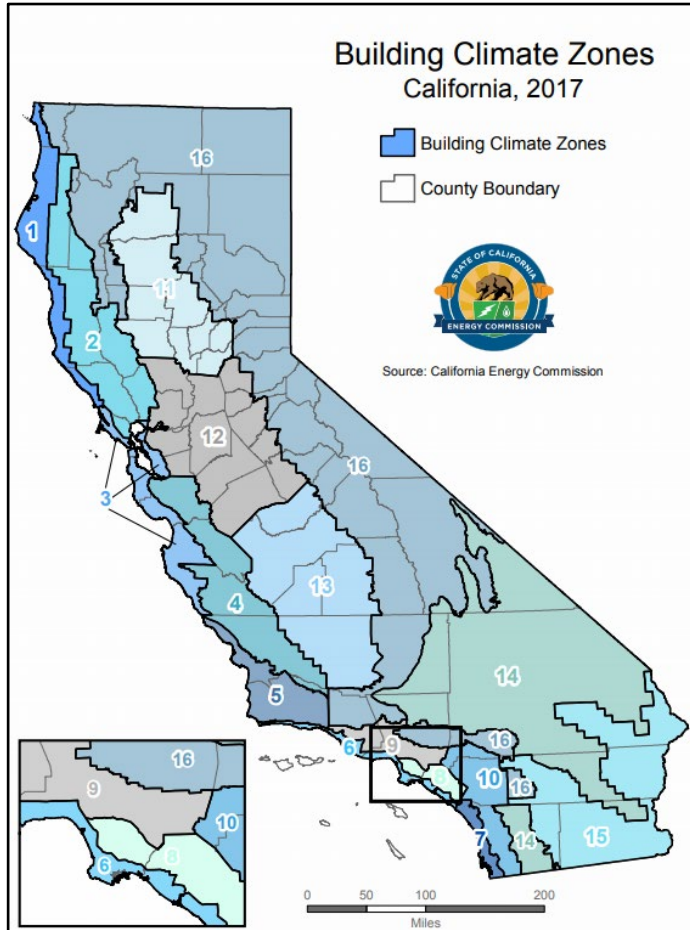 Building Climate Zones
California, 2017
Building Climate Zones
County Boundary
STATE OF CALIFORNIA
ENERGY COMMISSION
Source: California Energy Commission
16
1
11
2
12
16
3
13
4
14
5
6
9
16
8
10
16
7
14
15
16
9
10
8
6
0 50 100 200
Miles